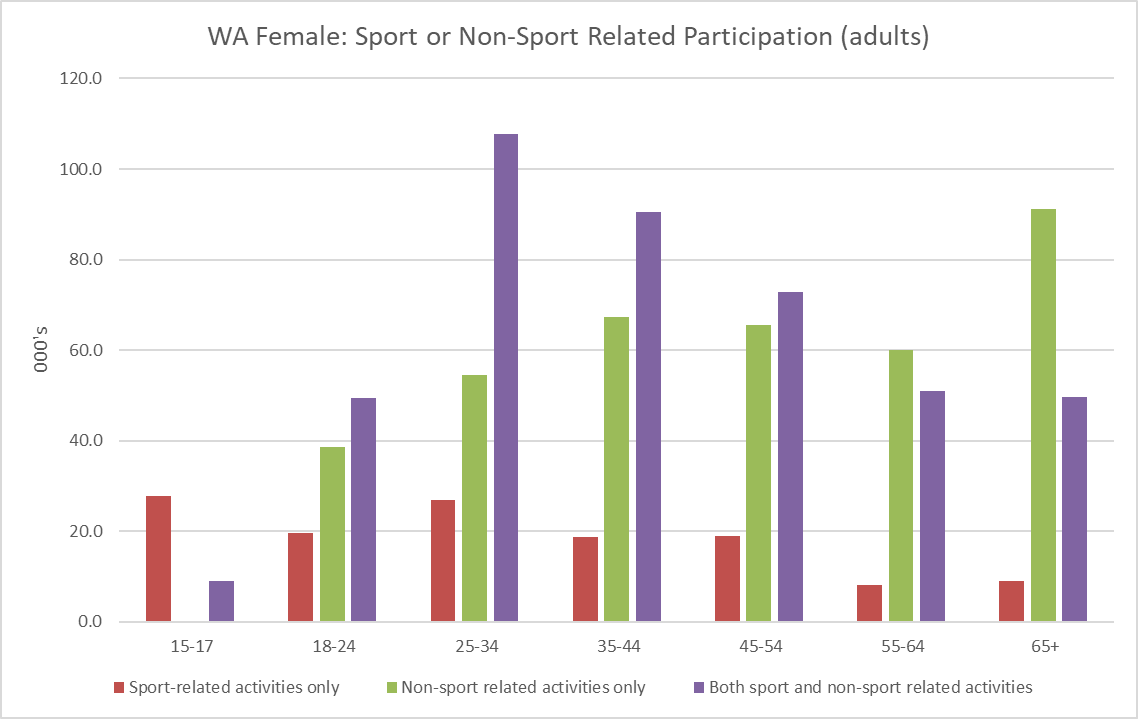 WA Female: Sport or Non-Sport Related Participation (adults)
120.0
100.0
80.0
60.0
40.0
20.0
0.0
000's
15-17 18-24 25-34 35-44 45-54 55-64 65+
Sport-related activities only Non-sport related activities only Both sport and non-sport related activities